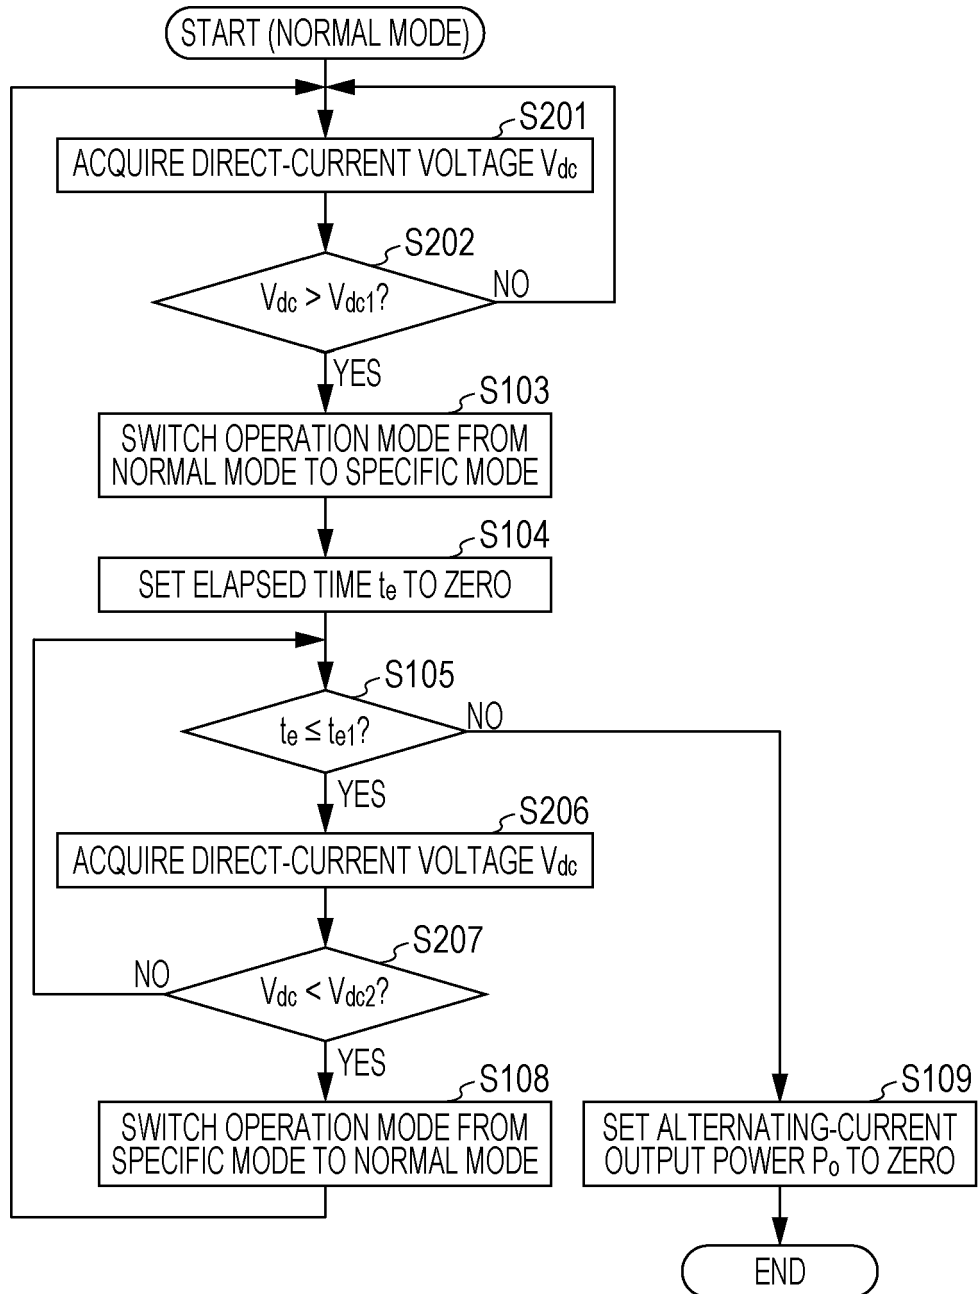 START (NORMAL MODE)
S201
ACQUIRE DIRECT-CURRENT VOLTAGE Vdc
S202
Vdc > Vdc1?
NO
YES
S103
SWITCH OPERATION MODE FROM
NORMAL MODE TO SPECIFIC MODE
S104
SET ELAPSED TIME te TO ZERO
S105
te ≤ te1?
NO
YES
S206
ACQUIRE DIRECT-CURRENT VOLTAGE Vdc
S207
NO
Vdc < Vdc2?
YES
S108
SWITCH OPERATION MODE FROM
SPECIFIC MODE TO NORMAL MODE
S109
SET ALTERNATING-CURRENT
OUTPUT POWER Po TO ZERO
END